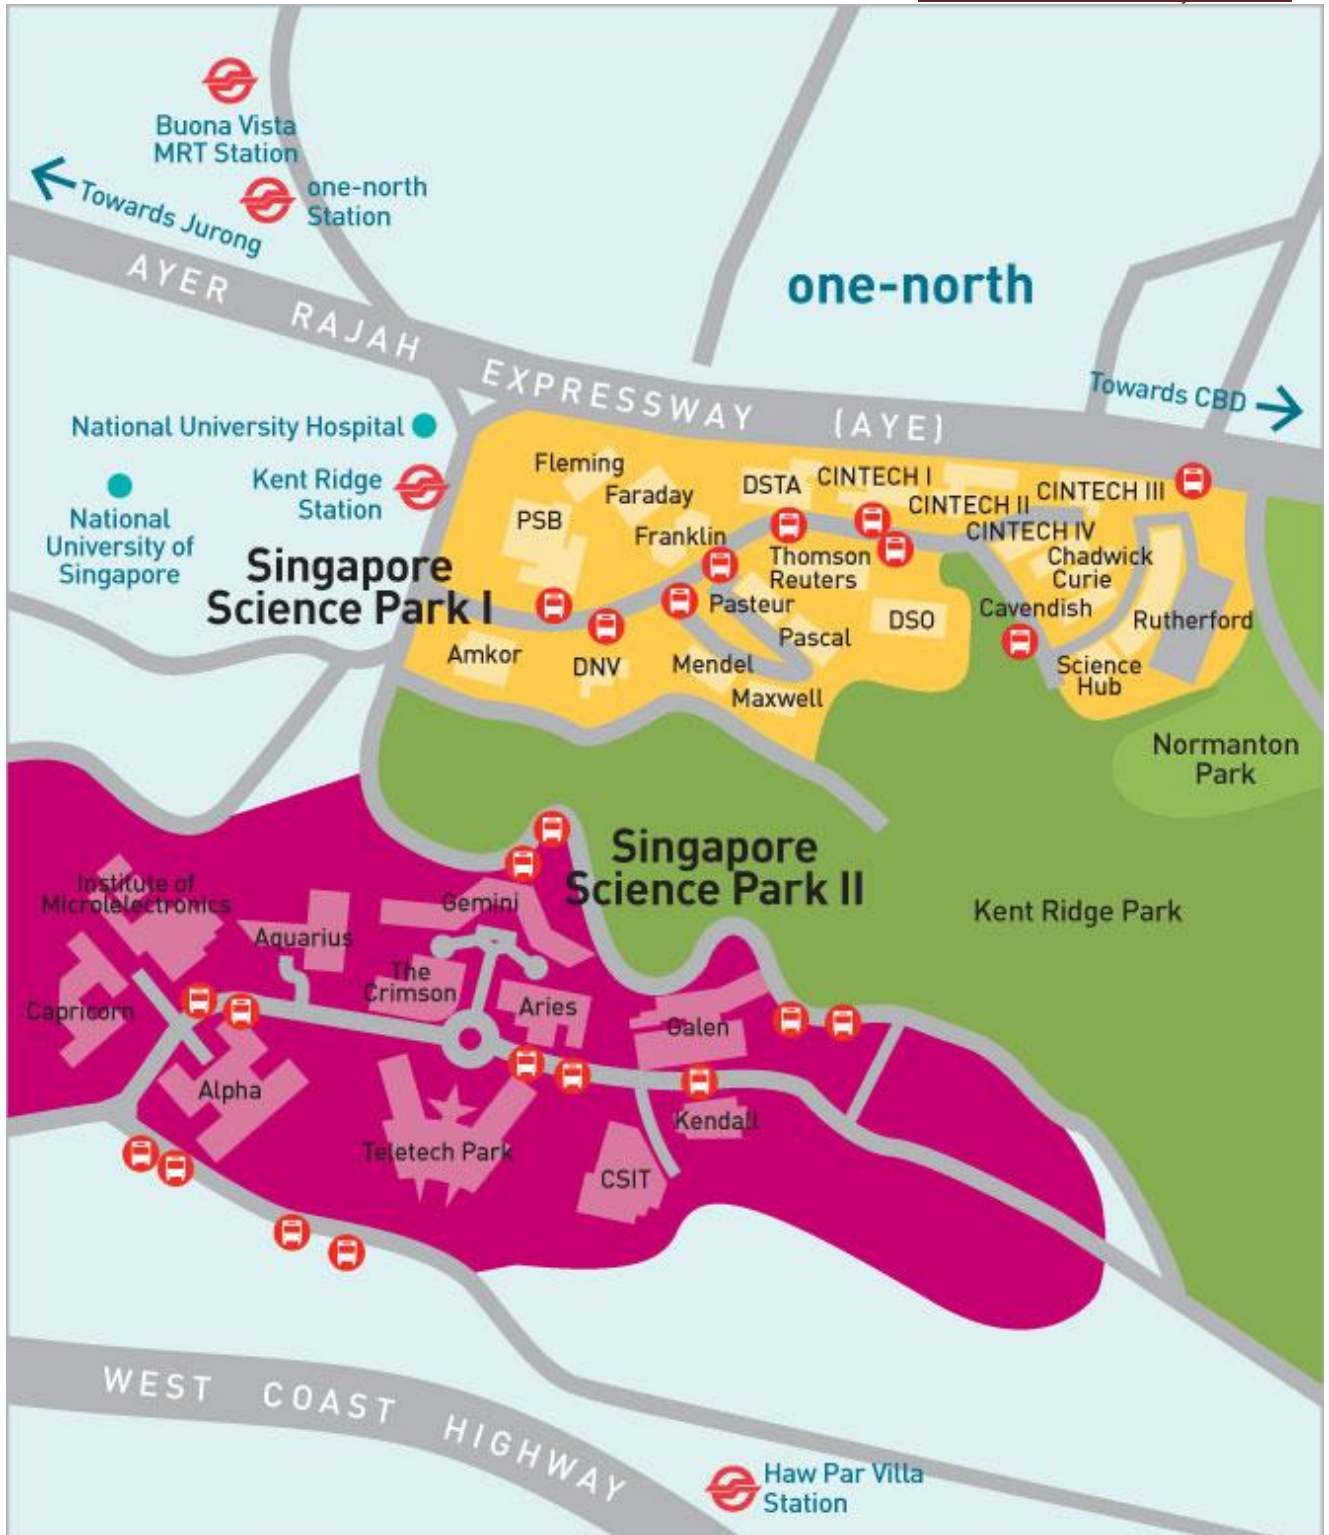 Buona Vista
MRT Station
one-north
Station
Towards Jurong
AYER RAJAH EXPRESSWAY (AYE)
one-north
Towards CBD
National University Hospital
Kent Ridge
Station
National
University of
Singapore
Singapore
Science Park I
Fleming
Faraday
PSB
Franklin
DSTA
CINTECH I
CINTECH II
CINTECH III
CINTECH IV
Thomson
Reuters
Chadwick
Curie
Pasteur
Cavendish
Pascal
DSO
Rutherford
Amkor
DNV
Mendel
Maxwell
Science
Hub
Normanton
Park
Singapore
Science Park II
Kent Ridge Park
Institute of
Microlelectronics
Gemini
Aquarius
The
Crimson
Capricorn
Aries
Galen
Alpha
Kendall
Teletech Park
CSIT
WEST COAST HIGHWAY
Haw Par Villa
Station